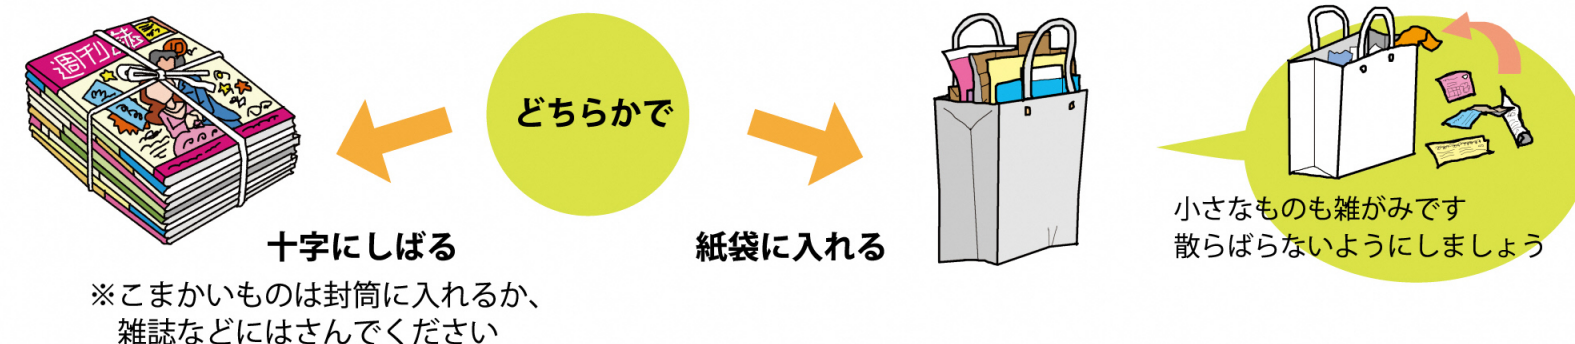 週刊誌
どちらかで
十字にしばる
※こまかいものは封筒に入れるか、
雑誌などにはさんでください
紙袋に入れる
小さなものも雑がみです
散らばらないようにしましょう